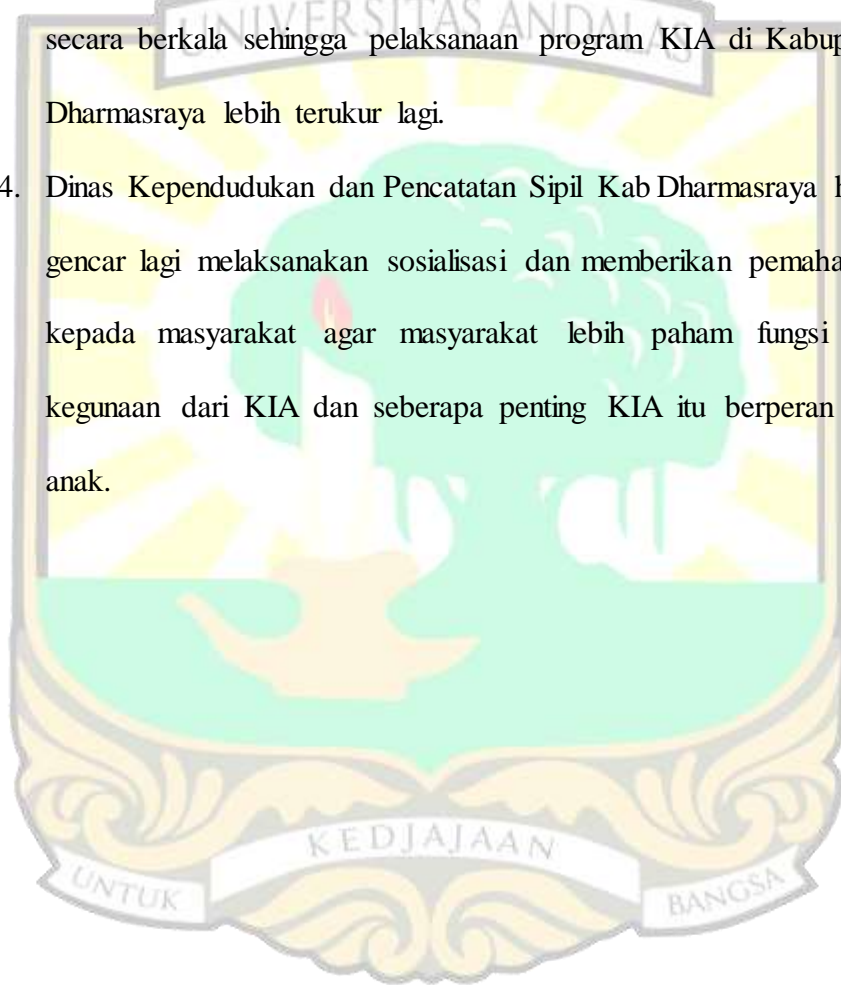 UNIVERSITAS ANDALAS
secara berkala sehingga pelaksanaan program KIA di
Dharmasraya lebih terukur lagi.
4. Dinas Kependudukan dan Pencatatan Sipil Kab Dharmasraya
gencar lagi melaksanakan sosialisasi dan memberikan
kepada masyarakat agar masyarakat lebih paham fungsi
kegunaan dari KIA dan seberapa penting KIA itu berperan
anak.
KEDJAJAAN
UNTUK BANGSA